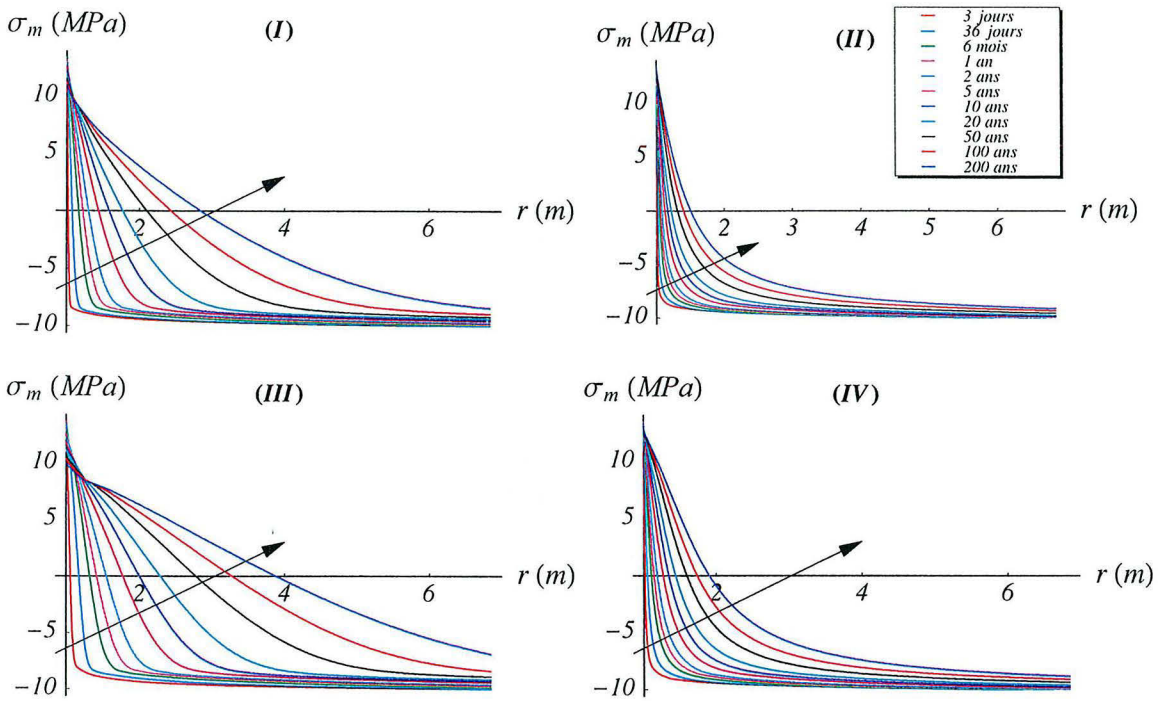 σm (MPa)
(I)
10
5
2
4
6
r (m)
−5
−10
σm (MPa)
(II)
3 jours
36 jours
6 mois
1 an
2 ans
5 ans
10 ans
20 ans
50 ans
100 ans
200 ans
10
5
2
3
4
5
6
r (m)
−5
−10
σm (MPa)
(III)
10
5
2
4
6
r (m)
−5
−10
σm (MPa)
(IV)
10
5
2
4
6
r (m)
−5
−10